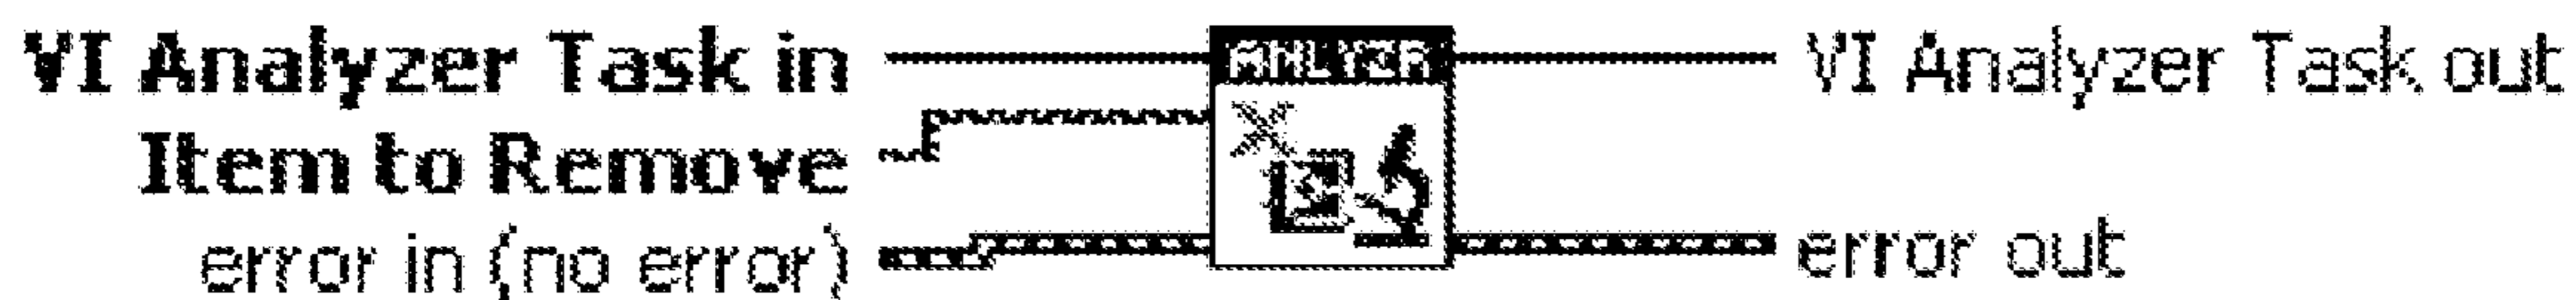 VI Analyzer Task in
Item to Remove
error in (no error)
VI Analyzer Task out
error out